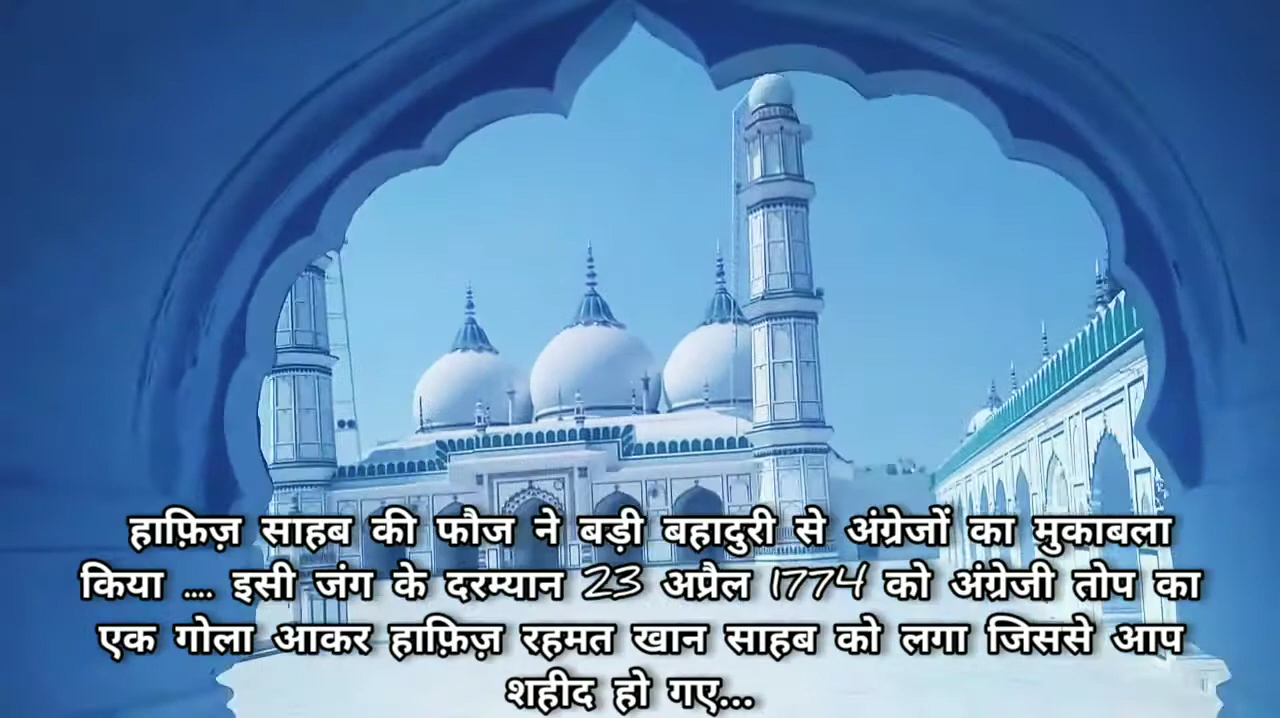 हाफ़िज़ साहब की फौज ने बड़ी बहादुरी से अंग्रेजों का मुकाबला
किया .... इसी जंग के दरम्यान 23 अप्रैल 1774 को अंग्रेजी तोप का
एक गोला आकर हाफ़िज़ रहमत खान साहब को लगा जिससे आप
शहीद हो गए...